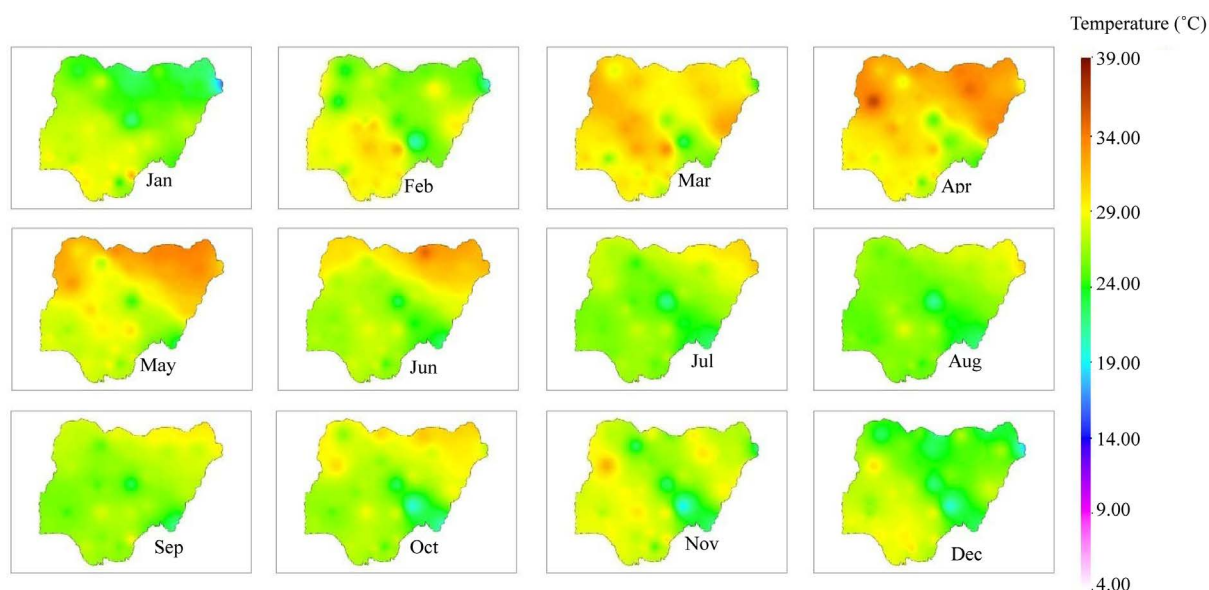 Temperature (˚C)
39.00
34.00
29.00
24.00
19.00
14.00
9.00
4.00
Jan
Feb
Mar
Apr
May
Jun
Jul
Aug
Sep
Oct
Nov
Dec